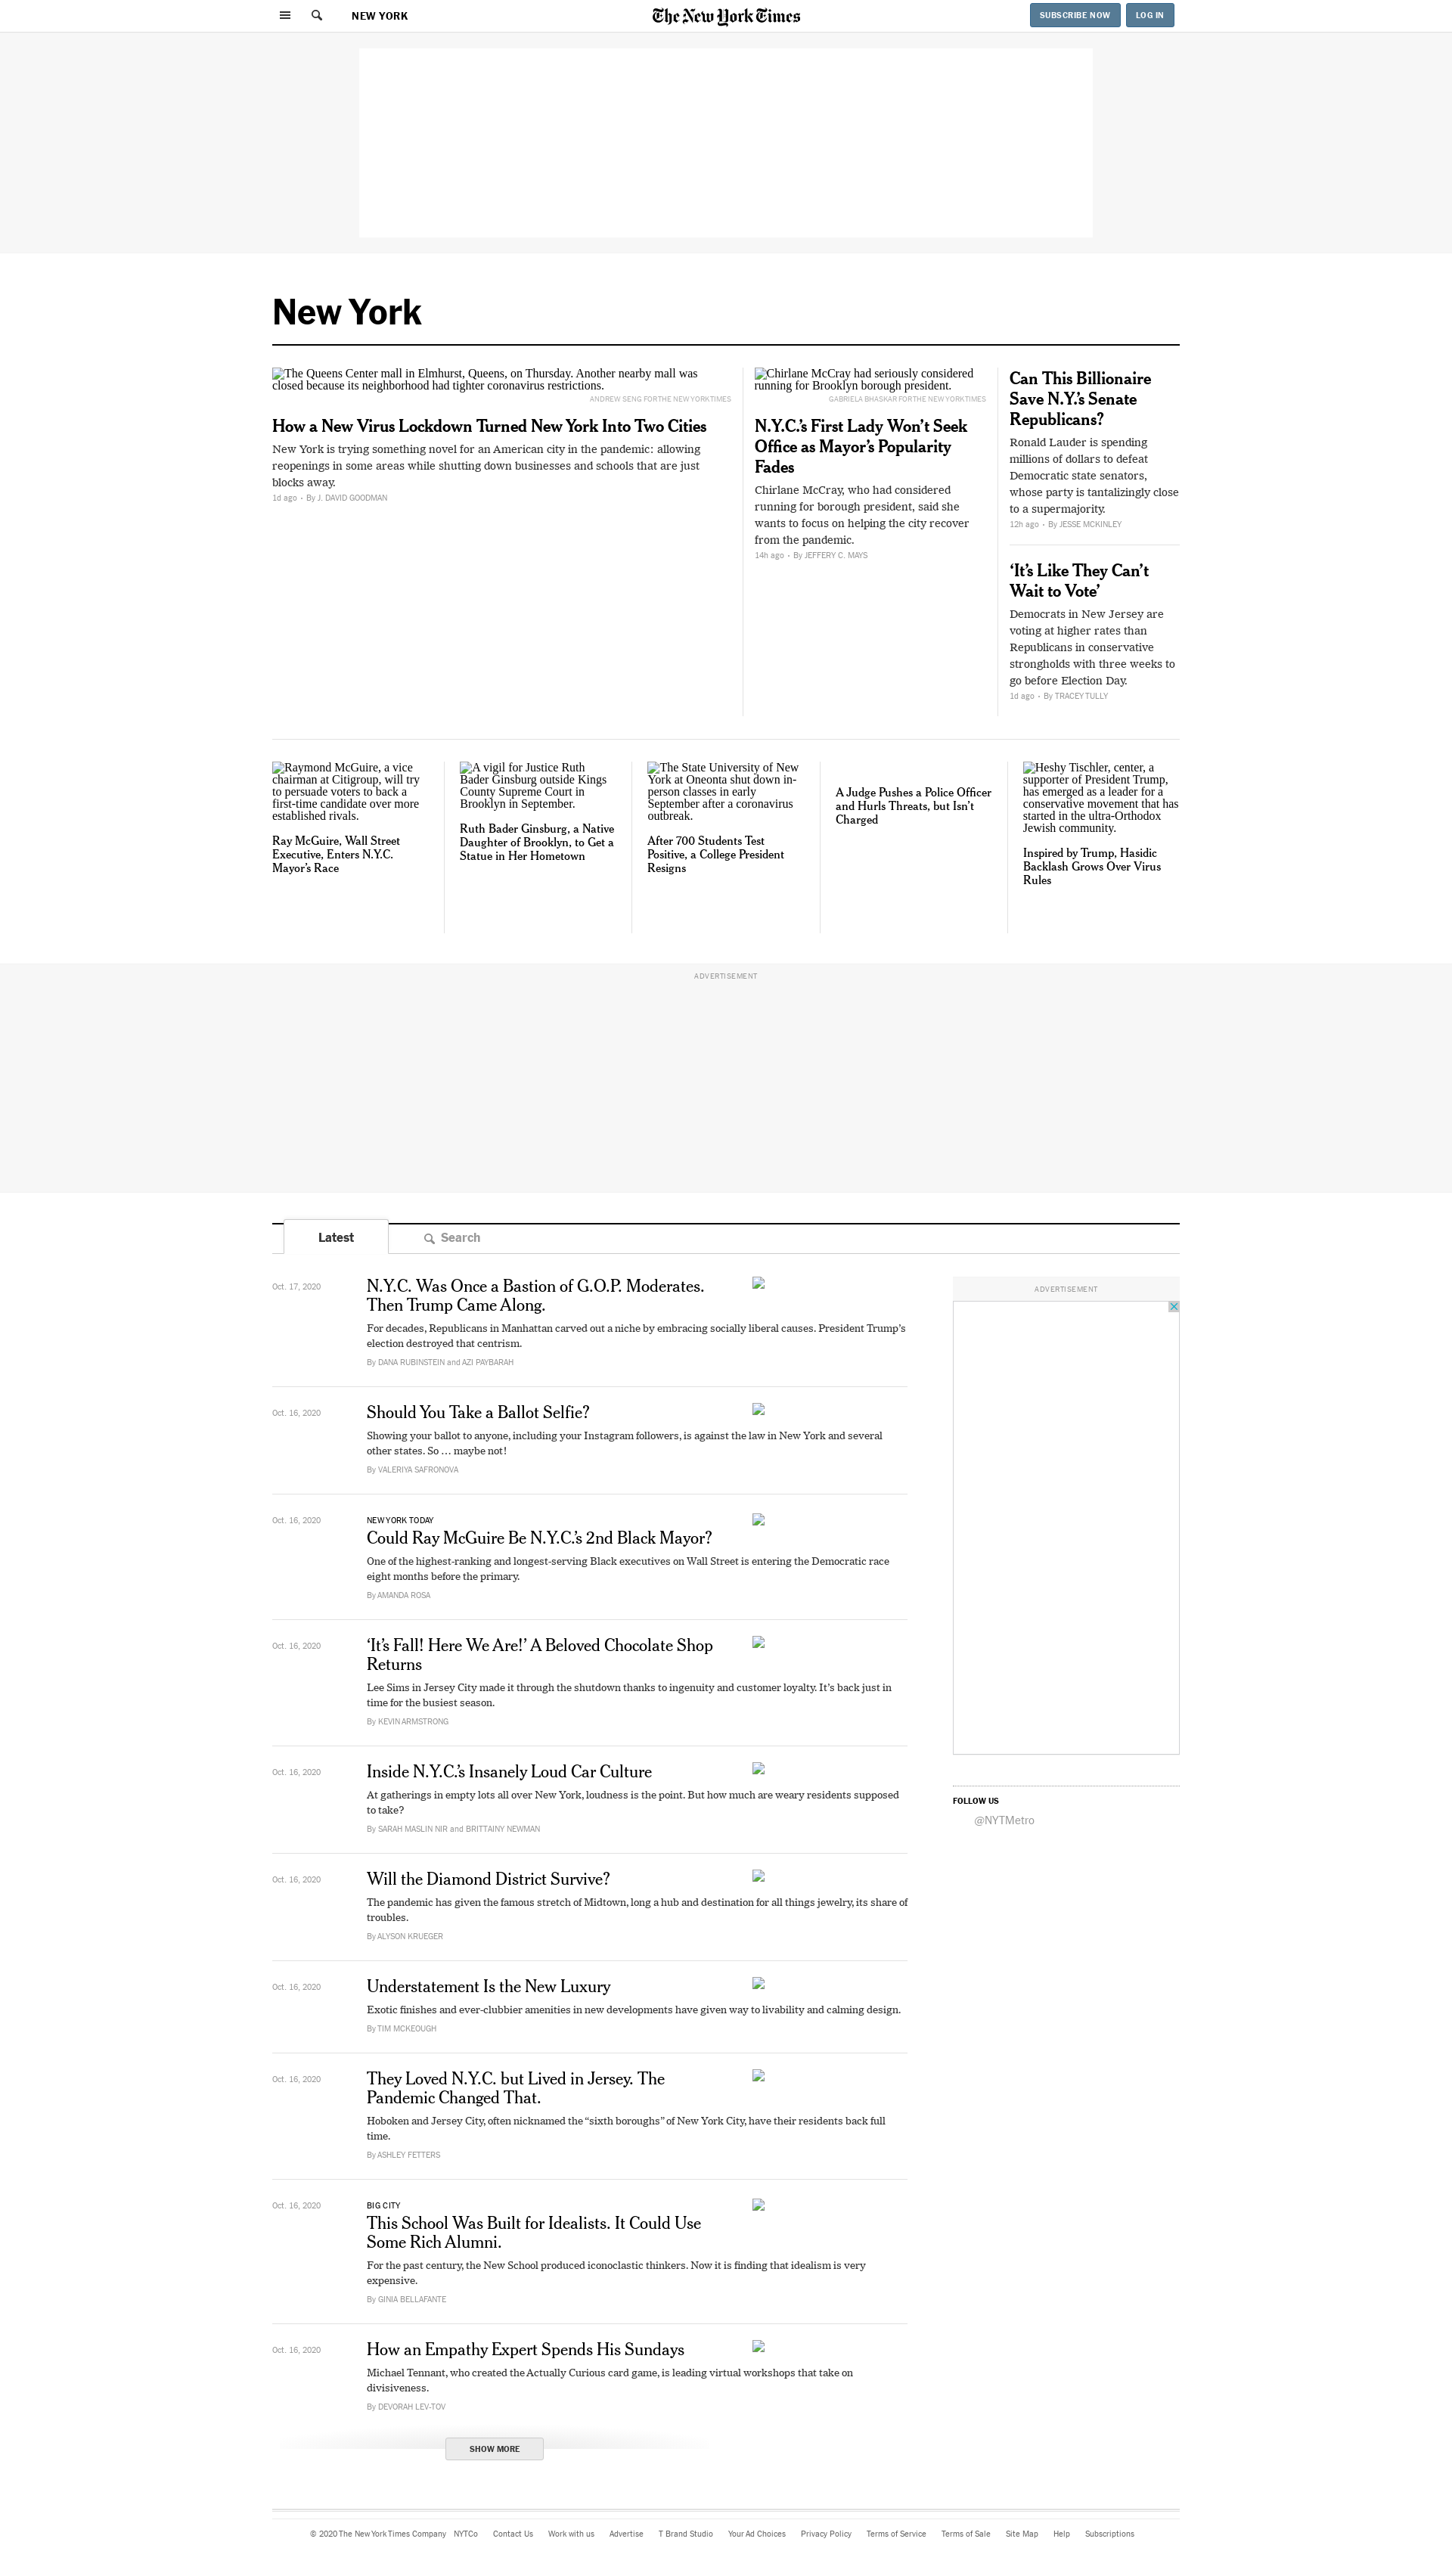 NEW YORK
The New York Times
SUBSCRIBE NOW
LOG IN
New York
The Queens Center mall in Elmhurst, Queens, on Thursday. Another nearby mall was
closed because its neighborhood had tighter coronavirus restrictions.
ANDREW SENG FOR THE NEW YORK TIMES
How a New Virus Lockdown Turned New York Into Two Cities
New York is trying something novel for an American city in the pandemic: allowing
reopenings in some areas while shutting down businesses and schools that are just
blocks away.
1d ago • By J. DAVID GOODMAN
Chirlane McCray had seriously considered
running for Brooklyn borough president.
GABRIELA BHASKAR FOR THE NEW YORK TIMES
N.Y.C.’s First Lady Won’t Seek
Office as Mayor’s Popularity
Fades
Chirlane McCray, who had considered
running for borough president, said she
wants to focus on helping the city recover
from the pandemic.
14h ago • By JEFFERY C. MAYS
Can This Billionaire
Save N.Y.’s Senate
Republicans?
Ronald Lauder is spending
millions of dollars to defeat
Democratic state senators,
whose party is tantalizingly close
to a supermajority.
12h ago • By JESSE MCKINLEY
‘It’s Like They Can’t
Wait to Vote’
Democrats in New Jersey are
voting at higher rates than
Republicans in conservative
strongholds with three weeks to
go before Election Day.
1d ago • By TRACEY TULLY
Raymond McGuire, a vice
chairman at Citigroup, will try
to persuade voters to back a
first-time candidate over more
established rivals.
Ray McGuire, Wall Street
Executive, Enters N.Y.C.
Mayor’s Race
A vigil for Justice Ruth
Bader Ginsburg outside Kings
County Supreme Court in
Brooklyn in September.
Ruth Bader Ginsburg, a Native
Daughter of Brooklyn, to Get a
Statue in Her Hometown
The State University of New
York at Oneonta shut down in-
person classes in early
September after a coronavirus
outbreak.
After 700 Students Test
Positive, a College President
Resigns
A Judge Pushes a Police Officer
and Hurls Threats, but Isn’t
Charged
Heshy Tischler, center, a
supporter of President Trump,
has emerged as a leader for a
conservative movement that has
started in the ultra-Orthodox
Jewish community.
Inspired by Trump, Hasidic
Backlash Grows Over Virus
Rules
ADVERTISEMENT
Latest
Search
Oct. 17, 2020
N.Y.C. Was Once a Bastion of G.O.P. Moderates.
Then Trump Came Along.
For decades, Republicans in Manhattan carved out a niche by embracing socially liberal causes. President Trump’s
election destroyed that centrism.
By DANA RUBINSTEIN and AZI PAYBARAH
Oct. 16, 2020
Should You Take a Ballot Selfie?
Showing your ballot to anyone, including your Instagram followers, is against the law in New York and several
other states. So … maybe not!
By VALERIYA SAFRONOVA
Oct. 16, 2020
NEW YORK TODAY
Could Ray McGuire Be N.Y.C.’s 2nd Black Mayor?
One of the highest-ranking and longest-serving Black executives on Wall Street is entering the Democratic race
eight months before the primary.
By AMANDA ROSA
Oct. 16, 2020
‘It’s Fall! Here We Are!’ A Beloved Chocolate Shop
Returns
Lee Sims in Jersey City made it through the shutdown thanks to ingenuity and customer loyalty. It’s back just in
time for the busiest season.
By KEVIN ARMSTRONG
Oct. 16, 2020
Inside N.Y.C.’s Insanely Loud Car Culture
At gatherings in empty lots all over New York, loudness is the point. But how much are weary residents supposed
to take?
By SARAH MASLIN NIR and BRITTAINY NEWMAN
Oct. 16, 2020
Will the Diamond District Survive?
The pandemic has given the famous stretch of Midtown, long a hub and destination for all things jewelry, its share of
troubles.
By ALYSON KRUEGER
Oct. 16, 2020
Understatement Is the New Luxury
Exotic finishes and ever-clubbier amenities in new developments have given way to livability and calming design.
By TIM MCKEOUGH
Oct. 16, 2020
They Loved N.Y.C. but Lived in Jersey. The
Pandemic Changed That.
Hoboken and Jersey City, often nicknamed the “sixth boroughs” of New York City, have their residents back full
time.
By ASHLEY FETTERS
Oct. 16, 2020
BIG CITY
This School Was Built for Idealists. It Could Use
Some Rich Alumni.
For the past century, the New School produced iconoclastic thinkers. Now it is finding that idealism is very
expensive.
By GINIA BELLAFANTE
Oct. 16, 2020
How an Empathy Expert Spends His Sundays
Michael Tennant, who created the Actually Curious card game, is leading virtual workshops that take on
divisiveness.
By DEVORAH LEV-TOV
SHOW MORE
ADVERTISEMENT
FOLLOW US
@NYTMetro
© 2020 The New York Times Company NYTCo Contact Us Work with us Advertise T Brand Studio Your Ad Choices Privacy Policy Terms of Service Terms of Sale Site Map Help Subscriptions